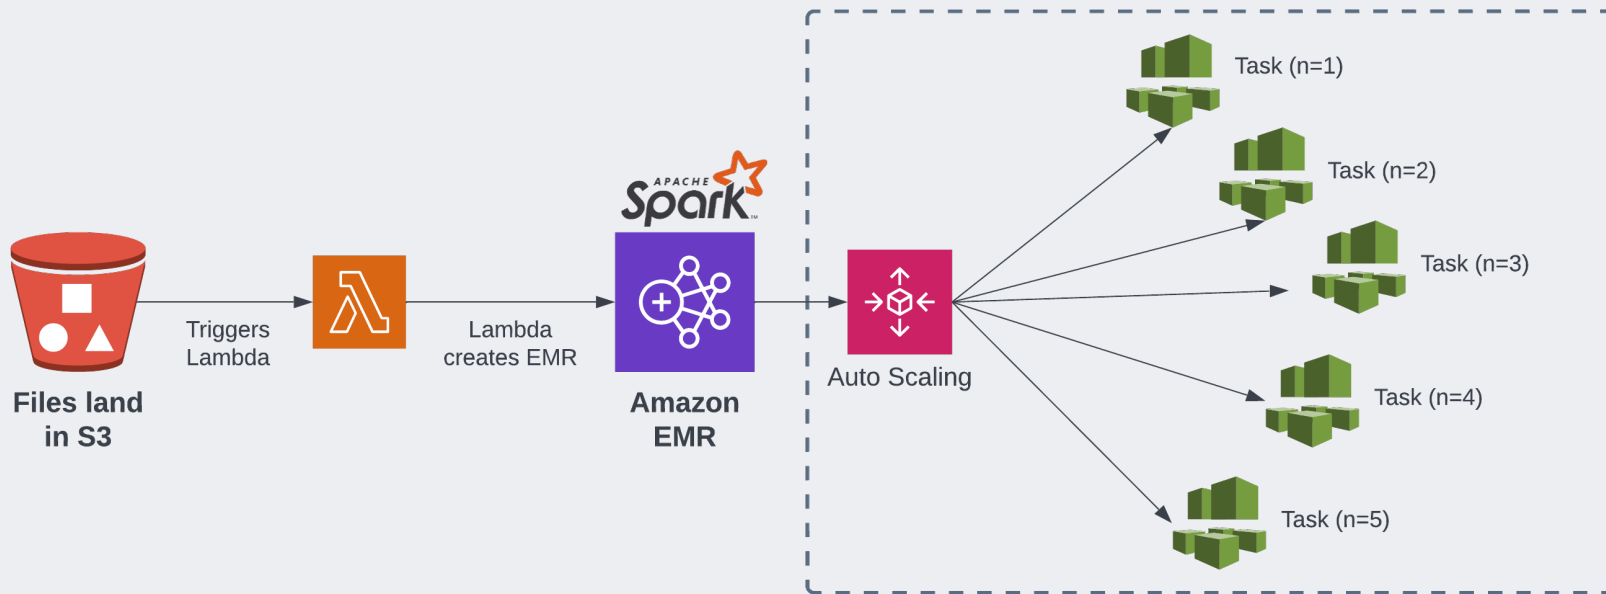 Task (n=1)
Task (n=2)
APACHE
Spark™
Task (n=3)
Triggers
Lambda
Lambda
creates EMR
Auto Scaling
Files land
in S3
Amazon
EMR
Task (n=4)
Task (n=5)